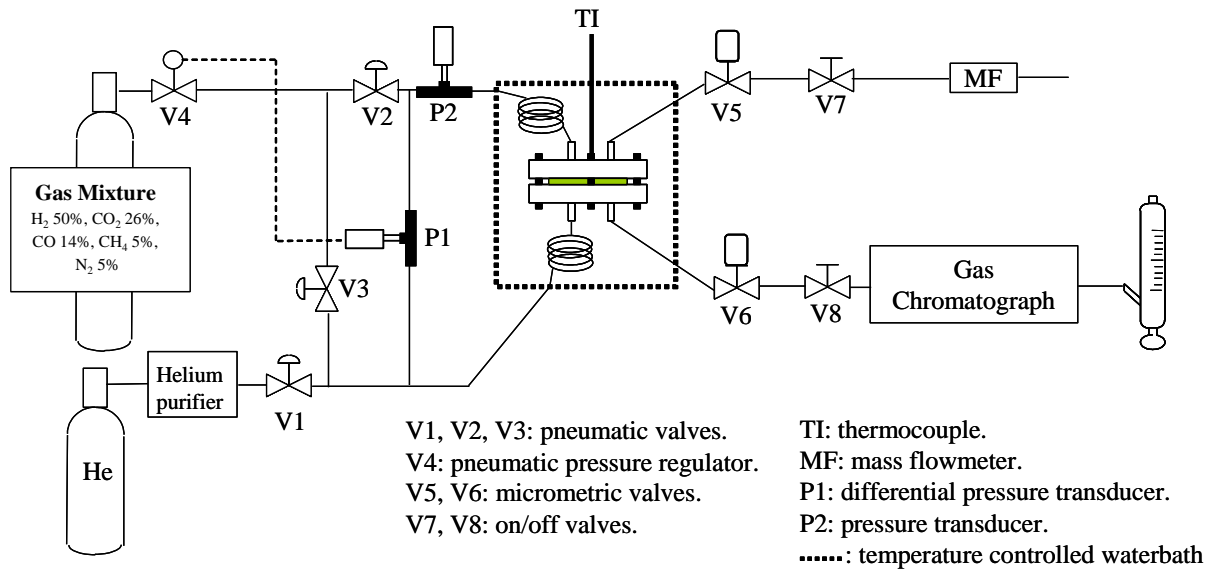 TI
V4
V2
P2
V5
V7
MF
Gas Mixture
H₂ 50%, CO₂ 26%,
CO 14%, CH₄ 5%,
N₂ 5%
P1
V3
V6
V8
Gas
Chromatograph
Helium
purifier
V1
He
V1, V2, V3: pneumatic valves.
V4: pneumatic pressure regulator.
V5, V6: micrometric valves.
V7, V8: on/off valves.
TI: thermocouple.
MF: mass flowmeter.
P1: differential pressure transducer.
P2: pressure transducer.
: temperature controlled waterbath